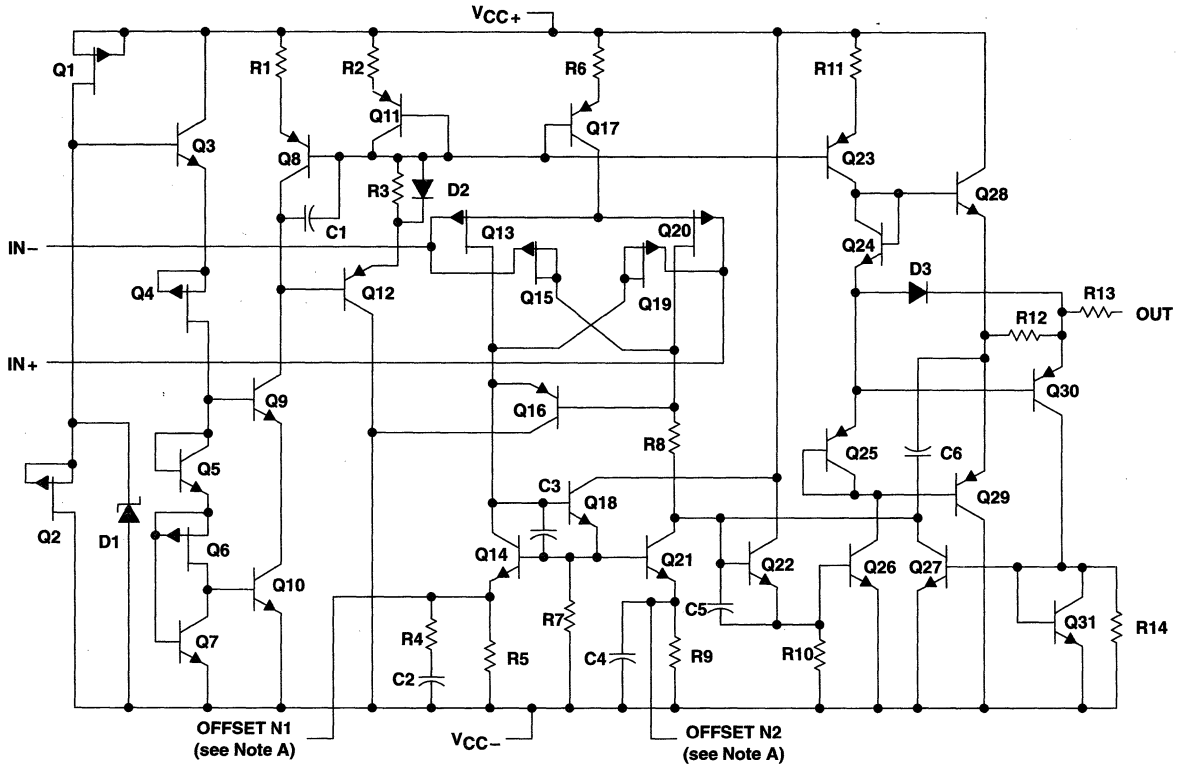 VCC+
Q1
R1
R2
R6
R11
Q3
Q8
Q11
Q17
Q23
R3
D2
Q28
C1
Q13
Q20
Q24
IN−
Q4
Q12
Q15
Q19
D3
R13
OUT
R12
IN+
Q9
Q16
Q30
R8
Q5
Q25
C6
C3
Q18
Q29
Q2
D1
Q6
Q14
Q21
Q22
Q26
Q27
Q10
C5
Q7
R4
R7
Q31
R14
R5
C4
R9
R10
C2
OFFSET N1
(see Note A)
VCC−
OFFSET N2
(see Note A)